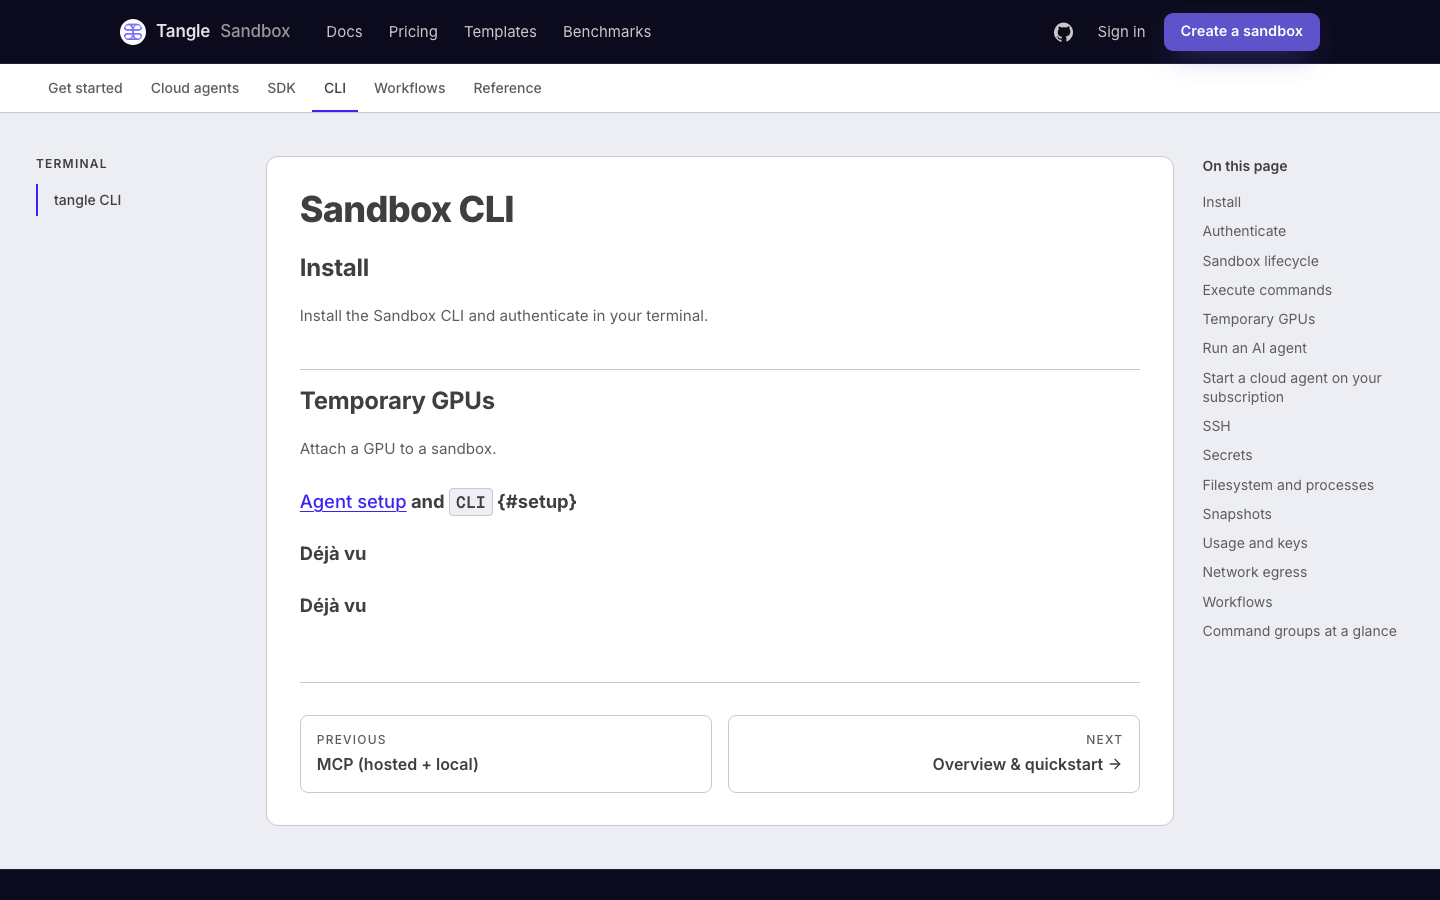 Tangle Sandbox Docs Pricing Templates Benchmarks Sign in Create a sandbox
Get started Cloud agents SDK CLI Workflows Reference
TERMINAL
tangle CLI
Sandbox CLI
Install
Install the Sandbox CLI and authenticate in your terminal.
Temporary GPUs
Attach a GPU to a sandbox.
Agent setup and CLI {#setup}
Déjà vu
Déjà vu
PREVIOUS
MCP (hosted + local)
NEXT
Overview & quickstart →
On this page
Install
Authenticate
Sandbox lifecycle
Execute commands
Temporary GPUs
Run an AI agent
Start a cloud agent on your
subscription
SSH
Secrets
Filesystem and processes
Snapshots
Usage and keys
Network egress
Workflows
Command groups at a glance